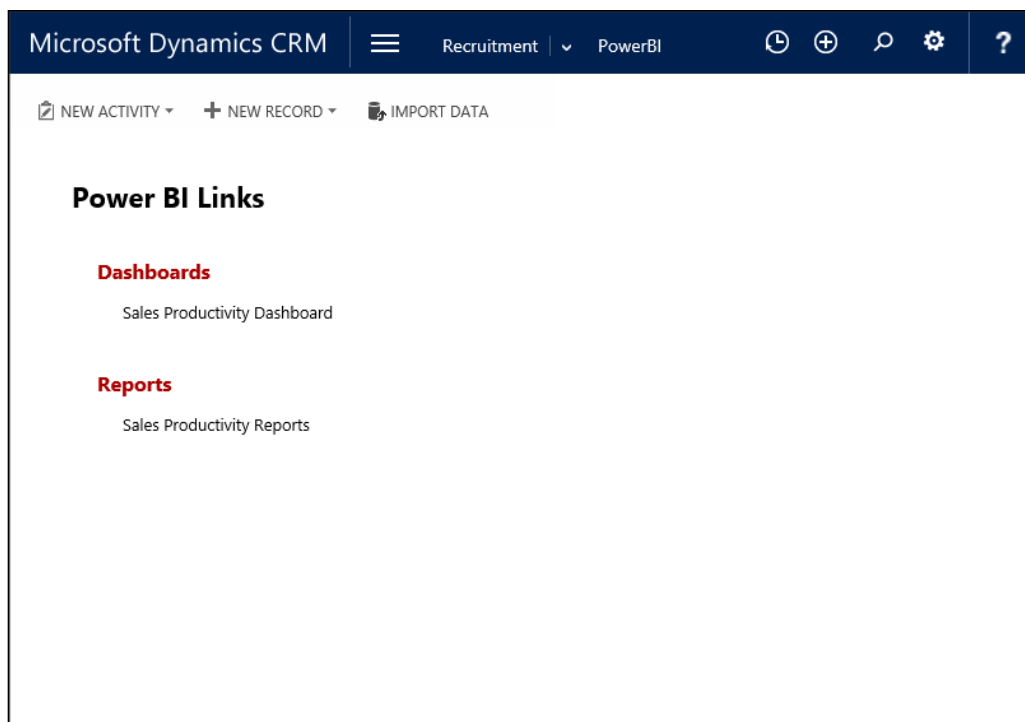 Microsoft Dynamics CRM Recruitment PowerBI ?
NEW ACTIVITY NEW RECORD IMPORT DATA
Power BI Links
Dashboards
Sales Productivity Dashboard
Reports
Sales Productivity Reports